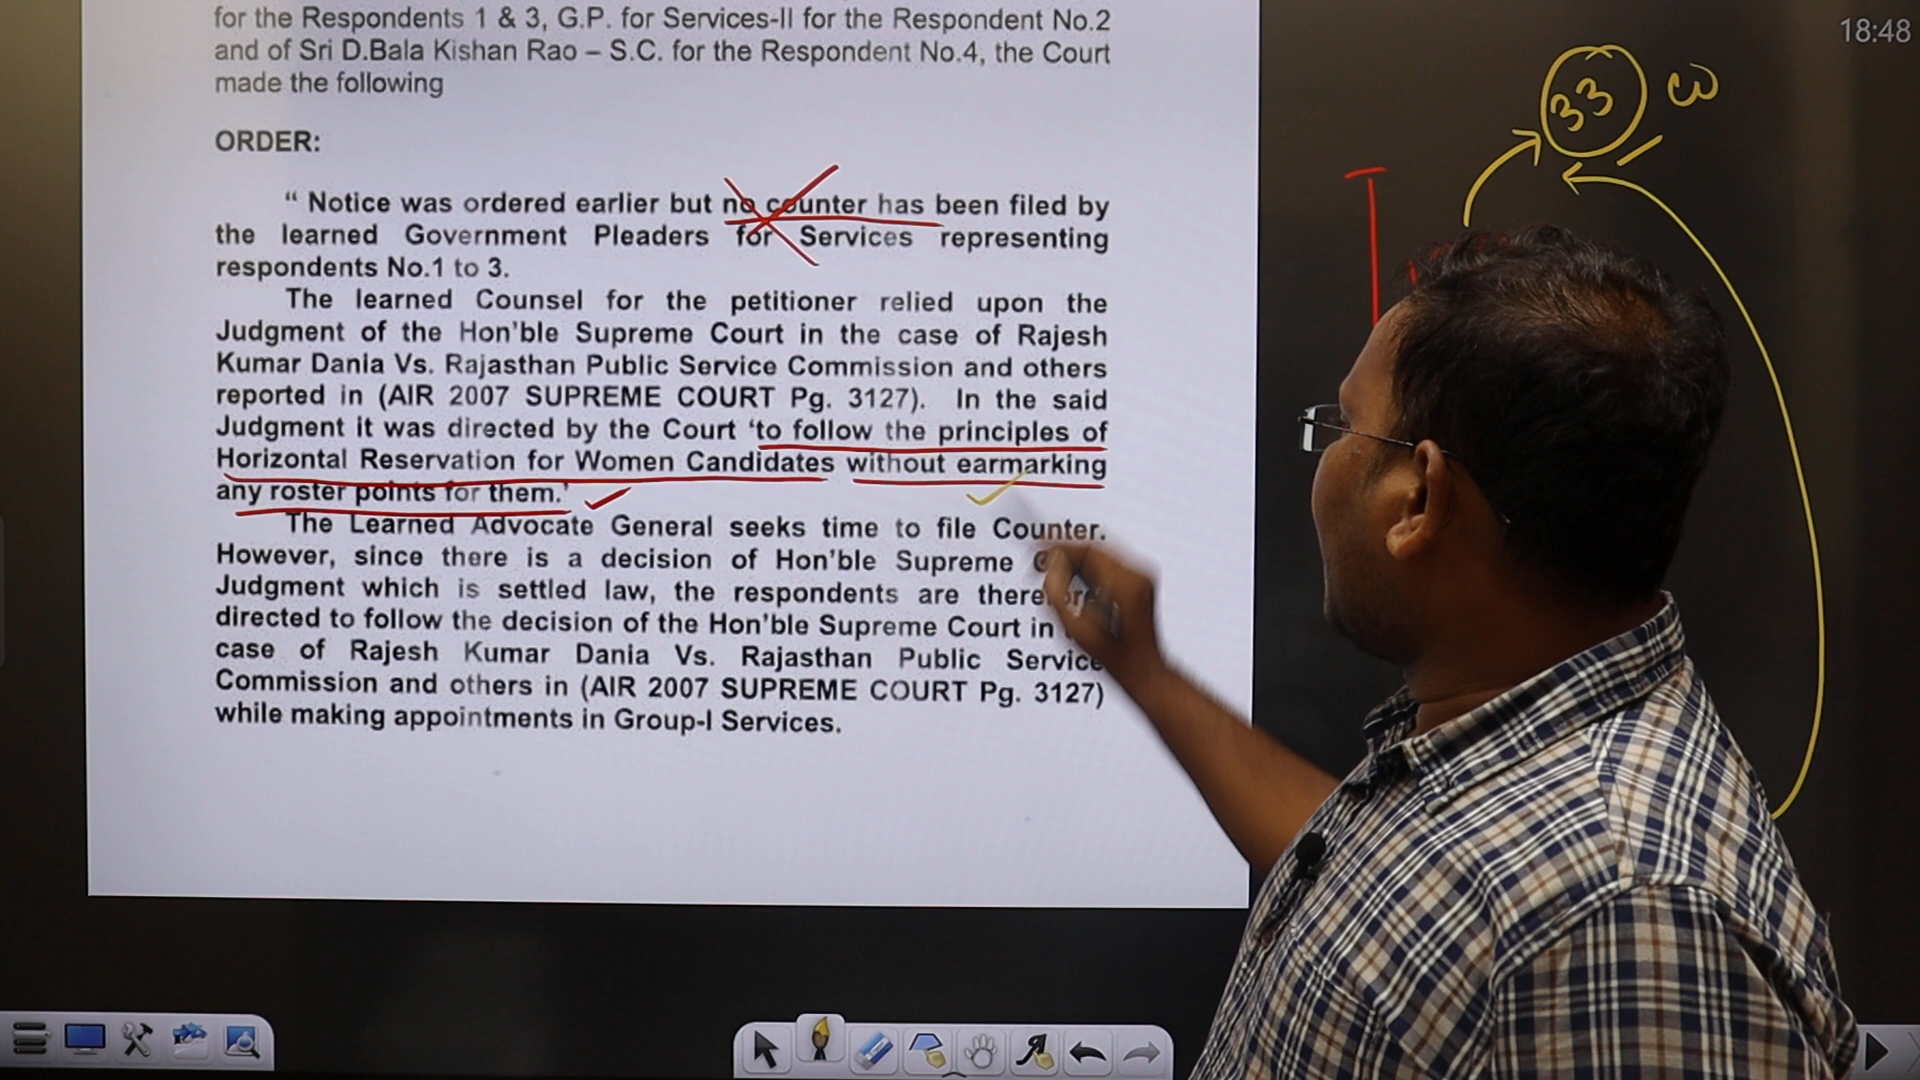 for the Respondents 1 & 3, G.P. for Services-II for the Respondent No.2
and of Sri D.Bala Kishan Rao – S.C. for the Respondent No.4, the Court
made the following
ORDER:
“ Notice was ordered earlier but no counter has been filed by
the learned Government Pleaders for Services representing
respondents No.1 to 3.
The learned Counsel for the petitioner relied upon the
Judgment of the Hon’ble Supreme Court in the case of Rajesh
Kumar Dania Vs. Rajasthan Public Service Commission and others
reported in (AIR 2007 SUPREME COURT Pg. 3127). In the said
Judgment it was directed by the Court ‘to follow the principles of
Horizontal Reservation for Women Candidates without earmarking
any roster points for them.’
The Learned Advocate General seeks time to file Counter.
However, since there is a decision of Hon’ble Supreme
Judgment which is settled law, the respondents are
directed to follow the decision of the Hon’ble Supreme Court in
case of Rajesh Kumar Dania Vs. Rajasthan Public Service
Commission and others in (AIR 2007 SUPREME COURT Pg. 3127)
while making appointments in Group-I Services.
18:48
33 W